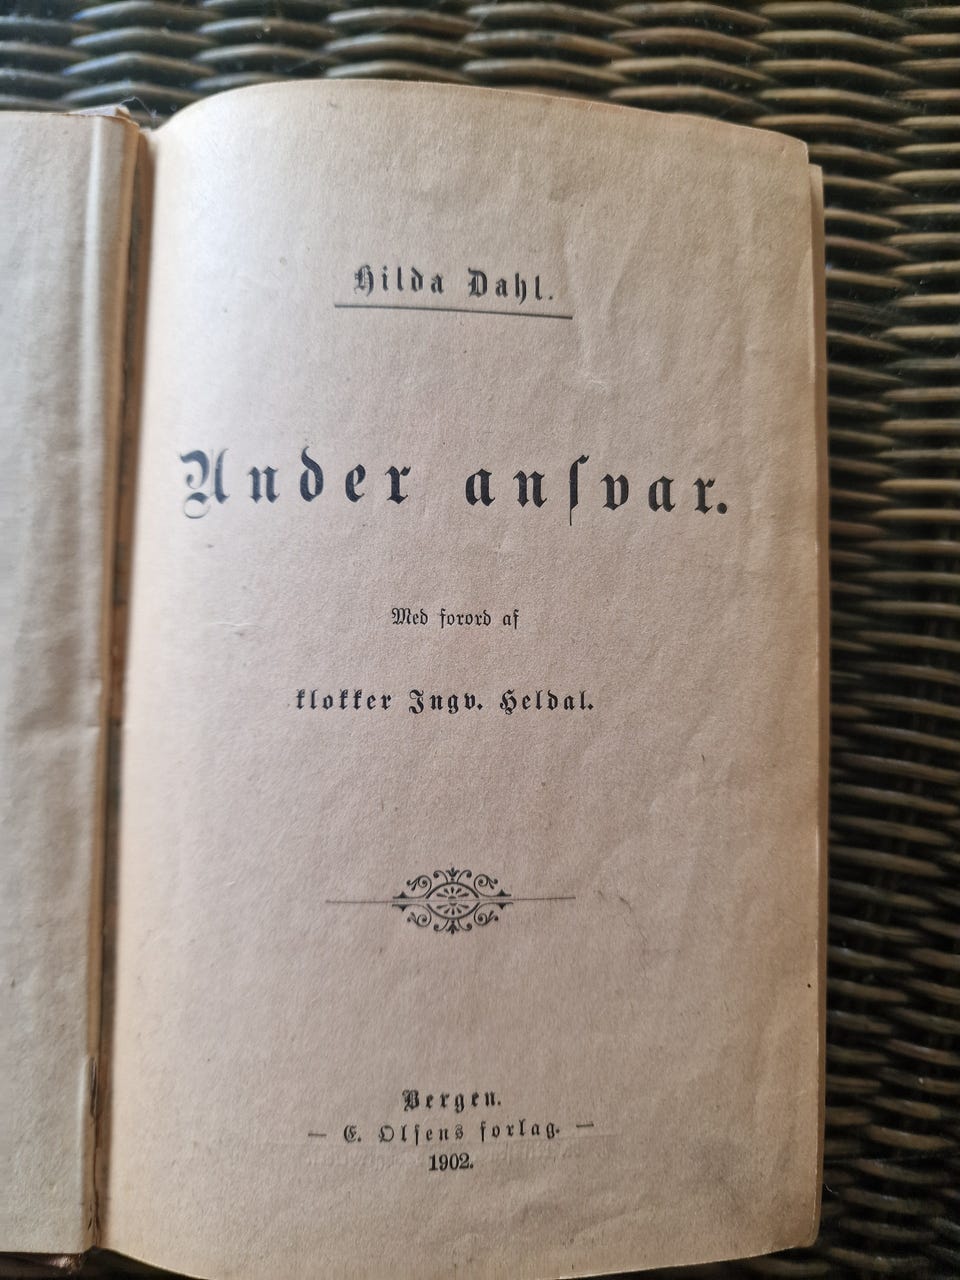 Hilda Dahl.
Under ansvar.
Med forord af
klokker Ingv. Heldal.
Bergen.
— E. Olsens forlag. —
1902.